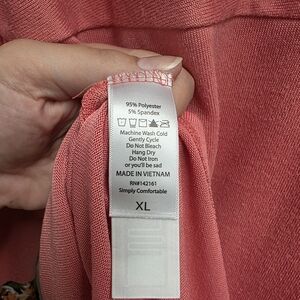 95% Polyester
5% Spandex
Machine Wash Cold
Gently Cycle
Do Not Bleach
Hang Dry
Do Not Iron
or you'll be sad
MADE IN VIETNAM
RN#142161
Simply Comfortable
XL